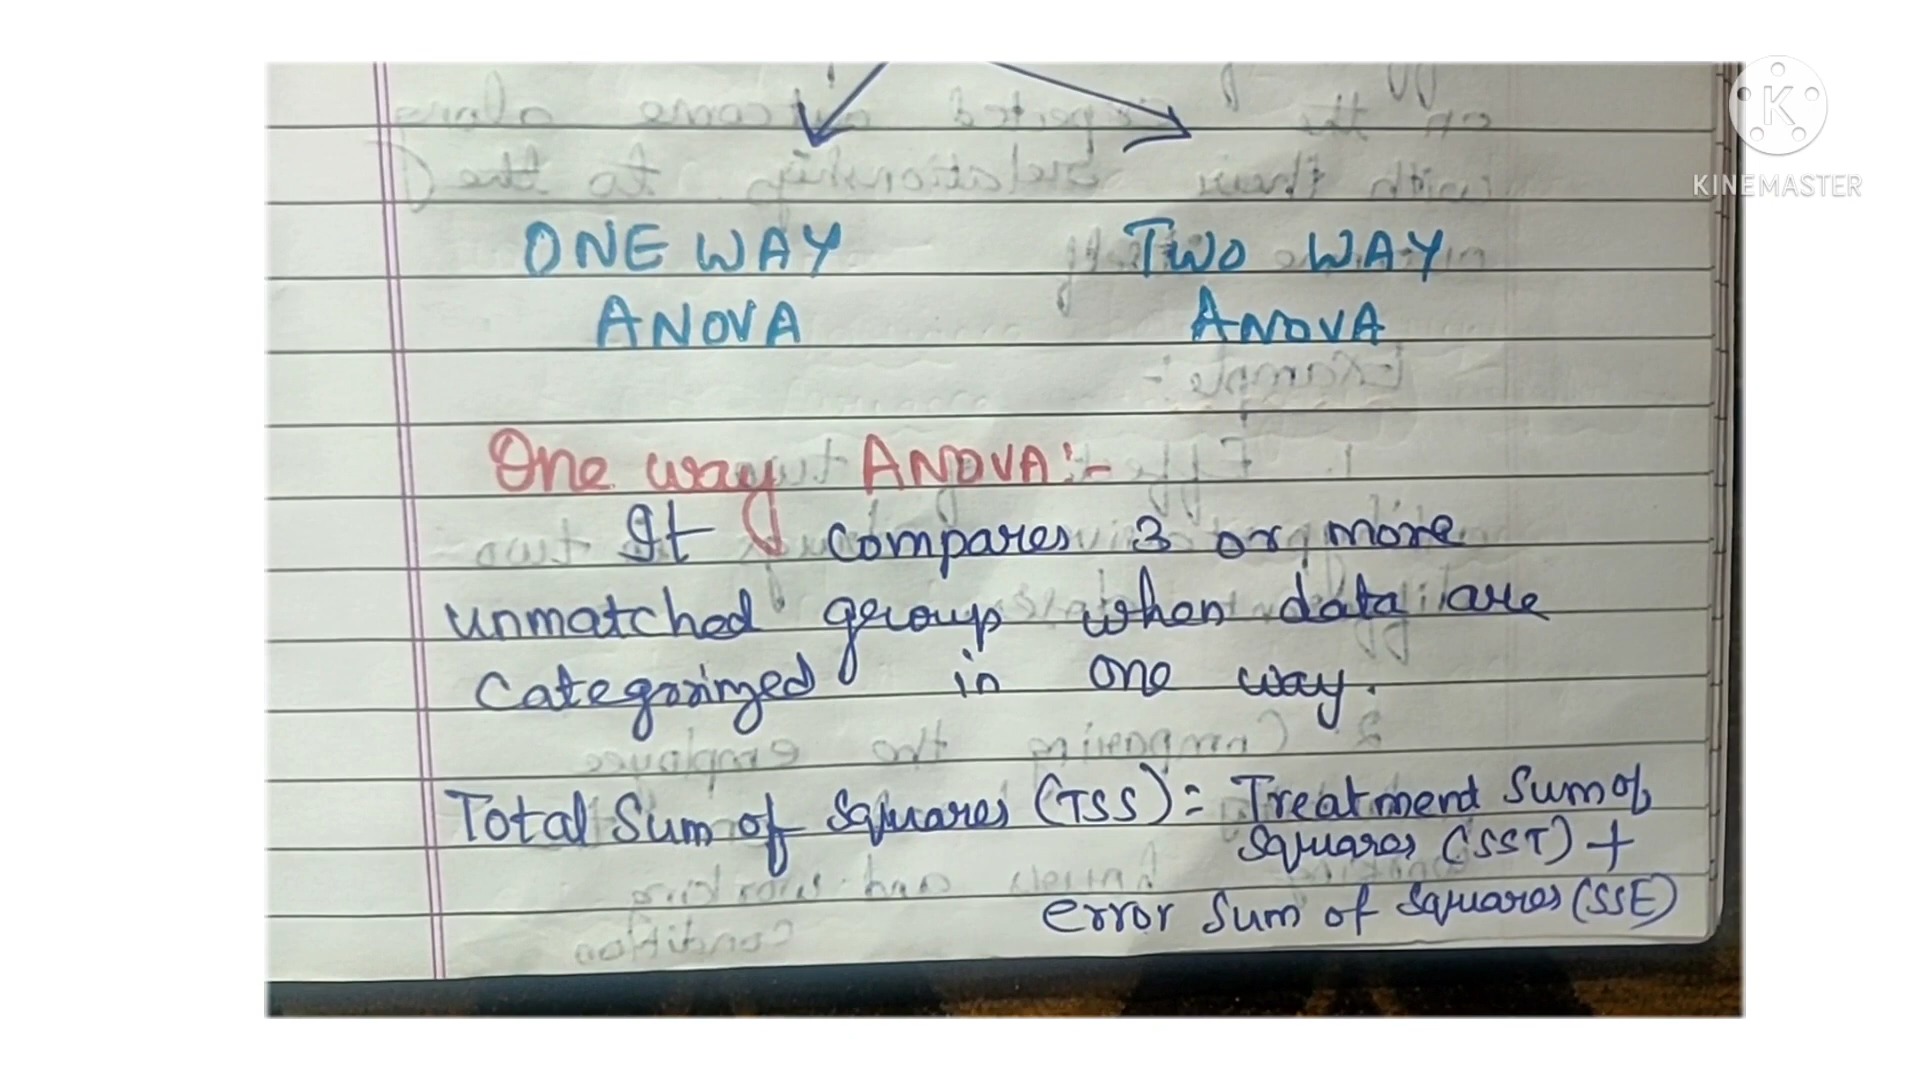 KINEMASTER
ONE WAY ANOVA
TWO WAY ANOVA
One way ANOVA:-
It compares 3 or more
unmatched group when data are
Categorized in one way.
Total Sum of Squares (TSS) = Treatment Sum of
Squares (SST) +
error Sum of Squares (SSE)